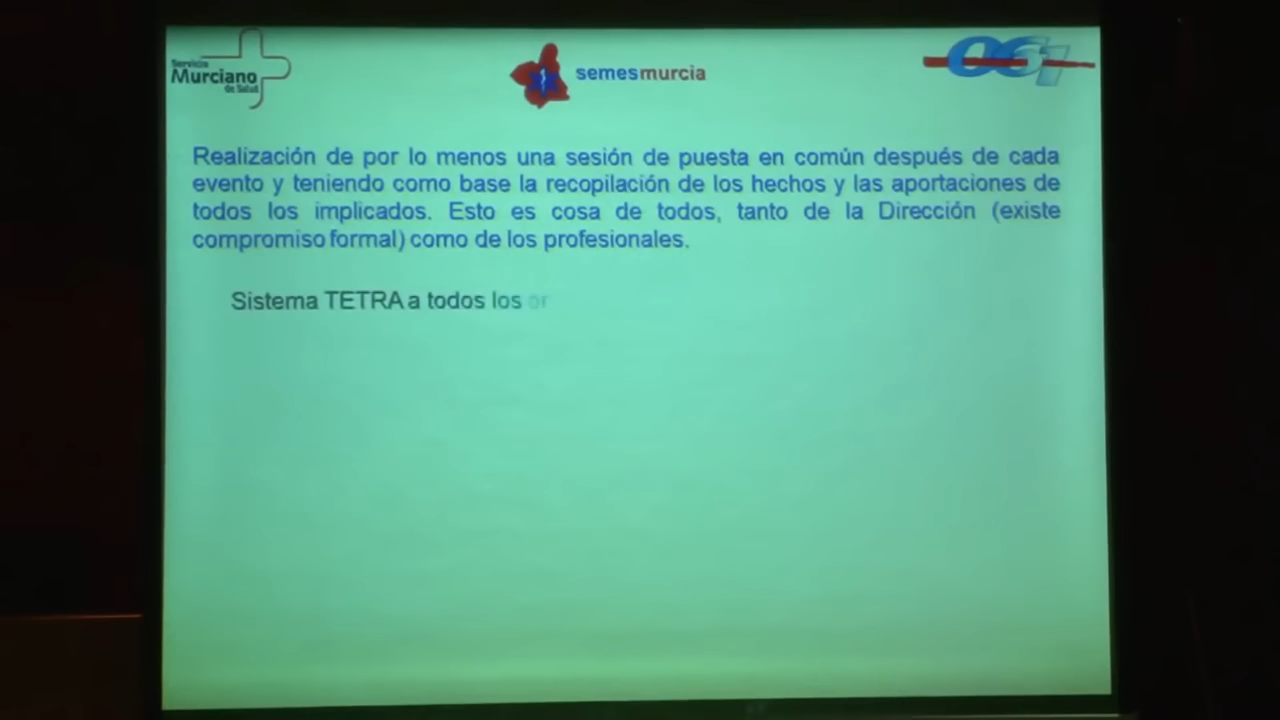 Servicio
Murciano
de Salud
semesmurcia
061
Realización de por lo menos una sesión de puesta en común después de cada
evento y teniendo como base la recopilación de los hechos y las aportaciones de
todos los implicados. Esto es cosa de todos, tanto de la Dirección (existe
compromiso formal) como de los profesionales.
Sistema TETRA a todos los